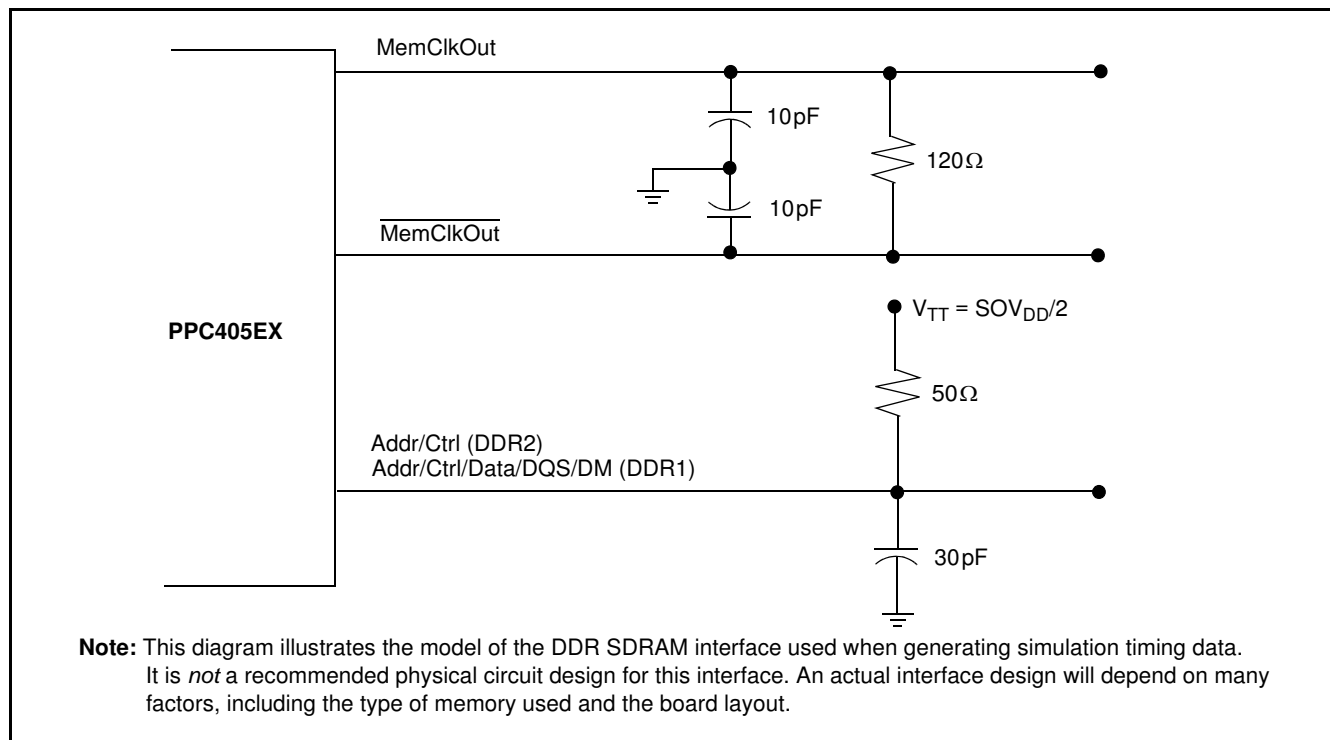 MemClkOut
10pF
120Ω
10pF
MemClkOut
V_TT = SOV_DD/2
PPC405EX
50Ω
Addr/Ctrl (DDR2)
Addr/Ctrl/Data/DQS/DM (DDR1)
30pF
Note: This diagram illustrates the model of the DDR SDRAM interface used when generating simulation timing data.
It is not a recommended physical circuit design for this interface. An actual interface design will depend on many
factors, including the type of memory used and the board layout.